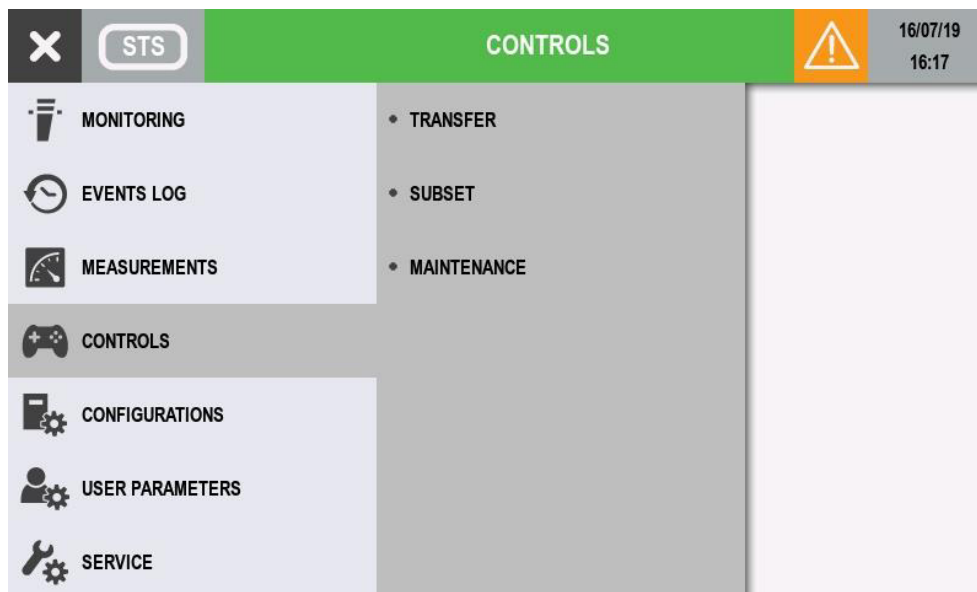 STS
CONTROLS
16/07/19
16:17
MONITORING
EVENTS LOG
MEASUREMENTS
CONTROLS
CONFIGURATIONS
USER PARAMETERS
SERVICE
• TRANSFER
• SUBSET
• MAINTENANCE